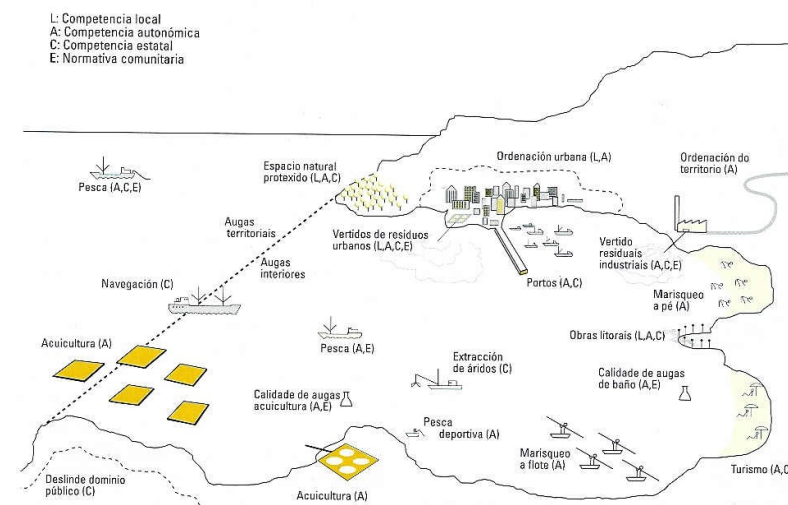 L: Competencia local
A: Competencia autonómica
C: Competencia estatal
E: Normativa comunitaria
Pesca (A,C,E)
Espacio natural
protexido (L,A,C)
Ordenación urbana (L,A)
Ordenación do
territorio (A)
Augas
territoriais
Augas
interiores
Vertidos de residuos
urbanos (L,A,C,E)
Vertido
residuais
industriais (A,C,E)
Navegación (C)
Portos (A,C)
Marisqueo
a pé (A)
Acuicultura (A)
Pesca (A,E)
Obras litorais (L,A,C)
Extracción
de áridos (C)
Calidade de augas
de baño (A,E)
Calidade de augas
acuicultura (A,E)
Pesca
deportiva (A)
Marisqueo
a flote (A)
Turismo (A,C
Deslinde dominio
público (C)
Acuicultura (A)